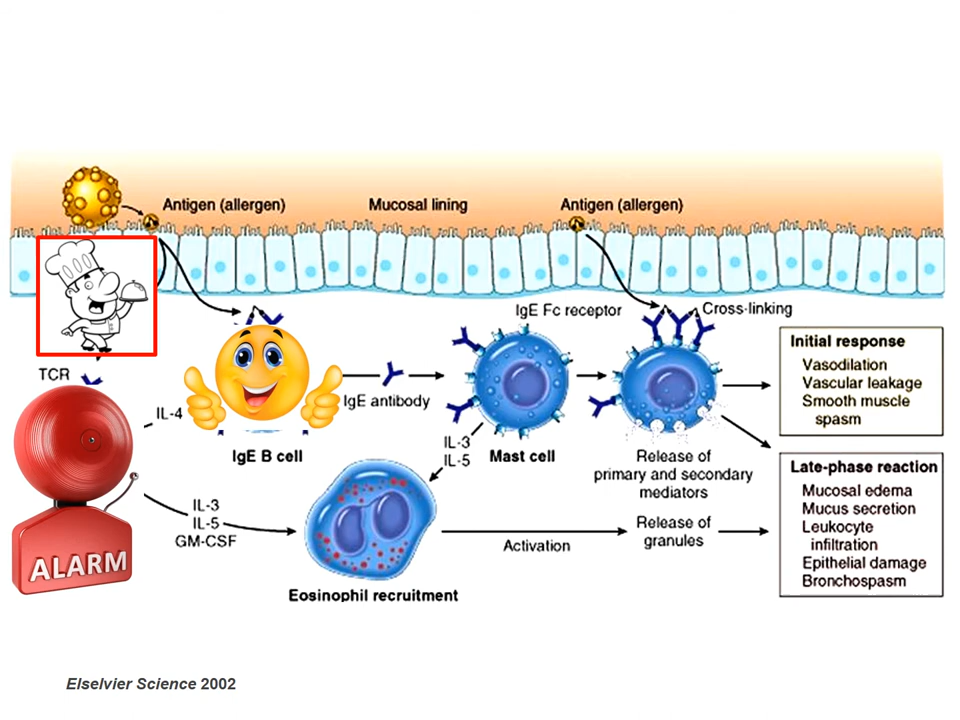 Antigen (allergen)
Mucosal lining
Antigen (allergen)
IgE Fc receptor
Cross-linking
TCR
IL-4
IgE antibody
IgE B cell
IL-3
IL-5
Mast cell
Release of
primary and secondary
mediators
Initial response
Vasodilation
Vascular leakage
Smooth muscle
spasm
Late-phase reaction
Mucosal edema
Mucus secretion
Leukocyte
infiltration
Epithelial damage
Bronchospasm
ALARM
IL-3
IL-5
GM-CSF
Eosinophil recruitment
Activation
Release of
granules
Elselvier Science 2002